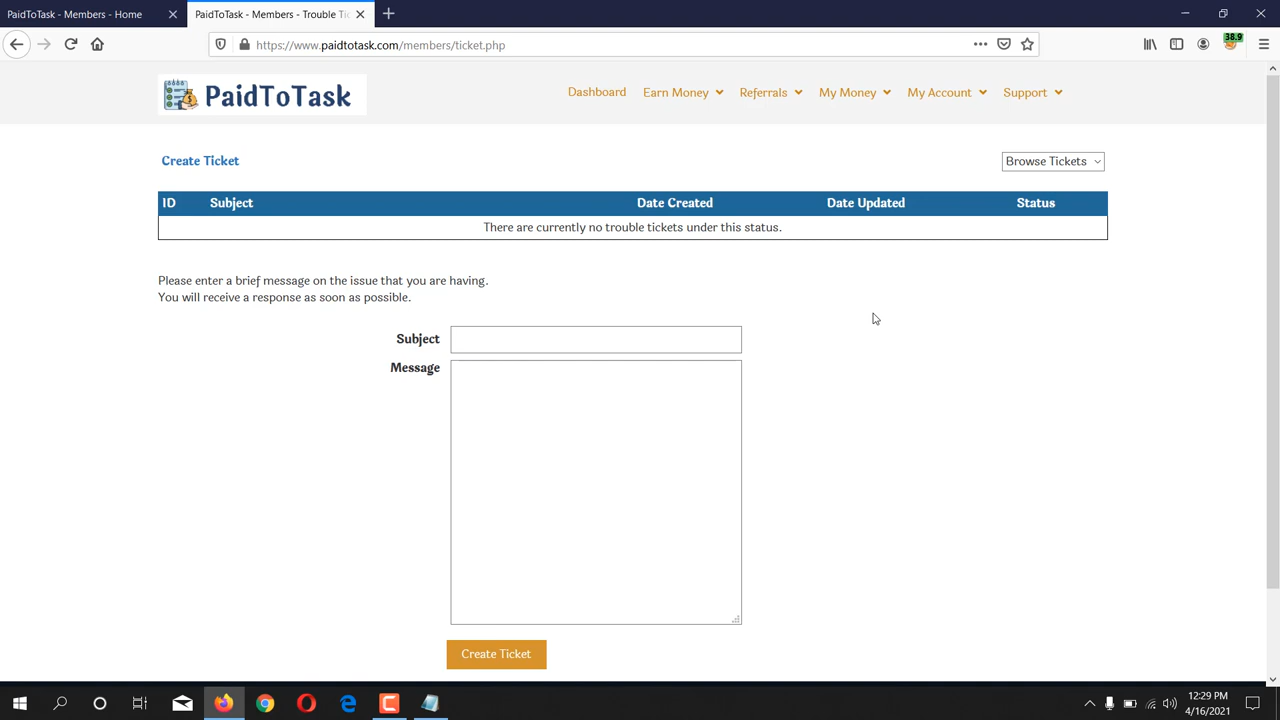 PaidToTask - Members - Home
PaidToTask - Members - Trouble Tic
https://www.paidtotask.com/members/ticket.php
38.9
PaidToTask
Dashboard Earn Money Referrals My Money My Account Support
Create Ticket
Browse Tickets
ID Subject Date Created Date Updated Status
There are currently no trouble tickets under this status.
Please enter a brief message on the issue that you are having.
You will receive a response as soon as possible.
Subject
Message
Create Ticket
12:29 PM
4/16/2021